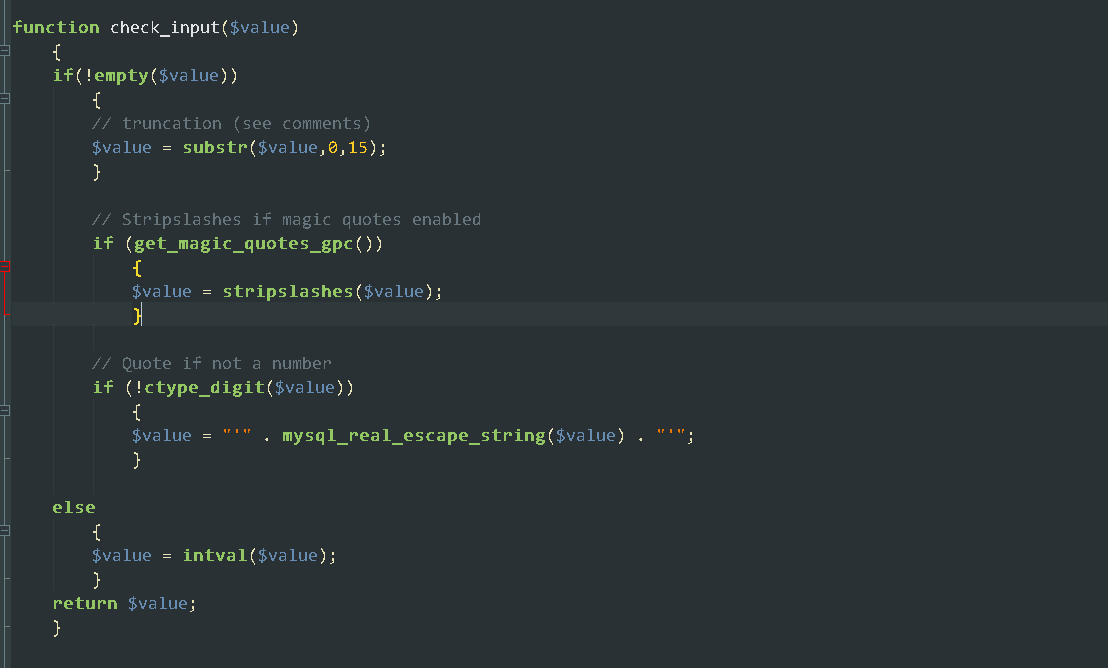 function check_input($value)
{
if(!empty($value))
{
// truncation (see comments)
$value = substr($value,0,15);
}
// Stripslashes if magic quotes enabled
if (get_magic_quotes_gpc())
{
$value = stripslashes($value);
}
// Quote if not a number
if (!ctype_digit($value))
{
$value = "'" . mysql_real_escape_string($value) . "'";
}
else
{
$value = intval($value);
}
return $value;
}